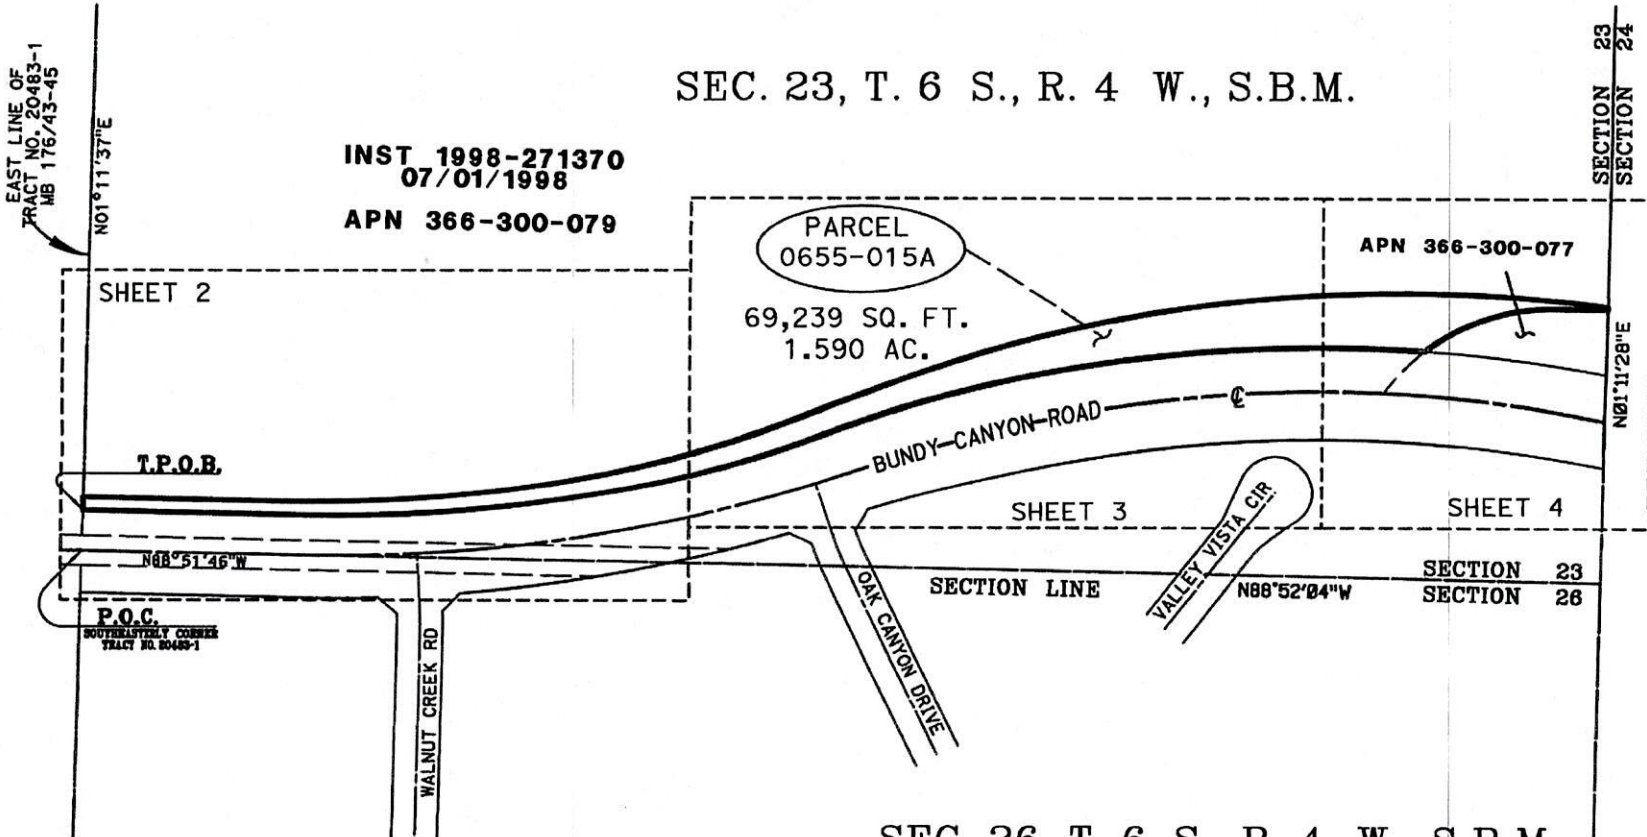 EAST LINE OF
TRACT NO. 20483-1
MB 176/43-45
N01°11'37"E
SEC. 23, T. 6 S., R. 4 W., S.B.M.
SECTION 23
SECTION 24
INST 1998-271370
07/01/1998
APN 366-300-079
PARCEL
0655-015A
69,239 SQ. FT.
1.590 AC.
APN 366-300-077
SHEET 2
N01°11'28"E
T.P.O.B.
BUNDY CANYON ROAD
℄
SHEET 3
SHEET 4
N88°51'46"W
P.O.C.
SOUTHEASTERLY CORNER
TRACT NO. 20483-1
WALNUT CREEK RD
OAK CANYON DRIVE
SECTION LINE
VALLEY VISTA CIR
N88°52'04"W
SECTION 23
SECTION 26
SEC. 26, T. 6 S., R. 4 W., S.B.M.